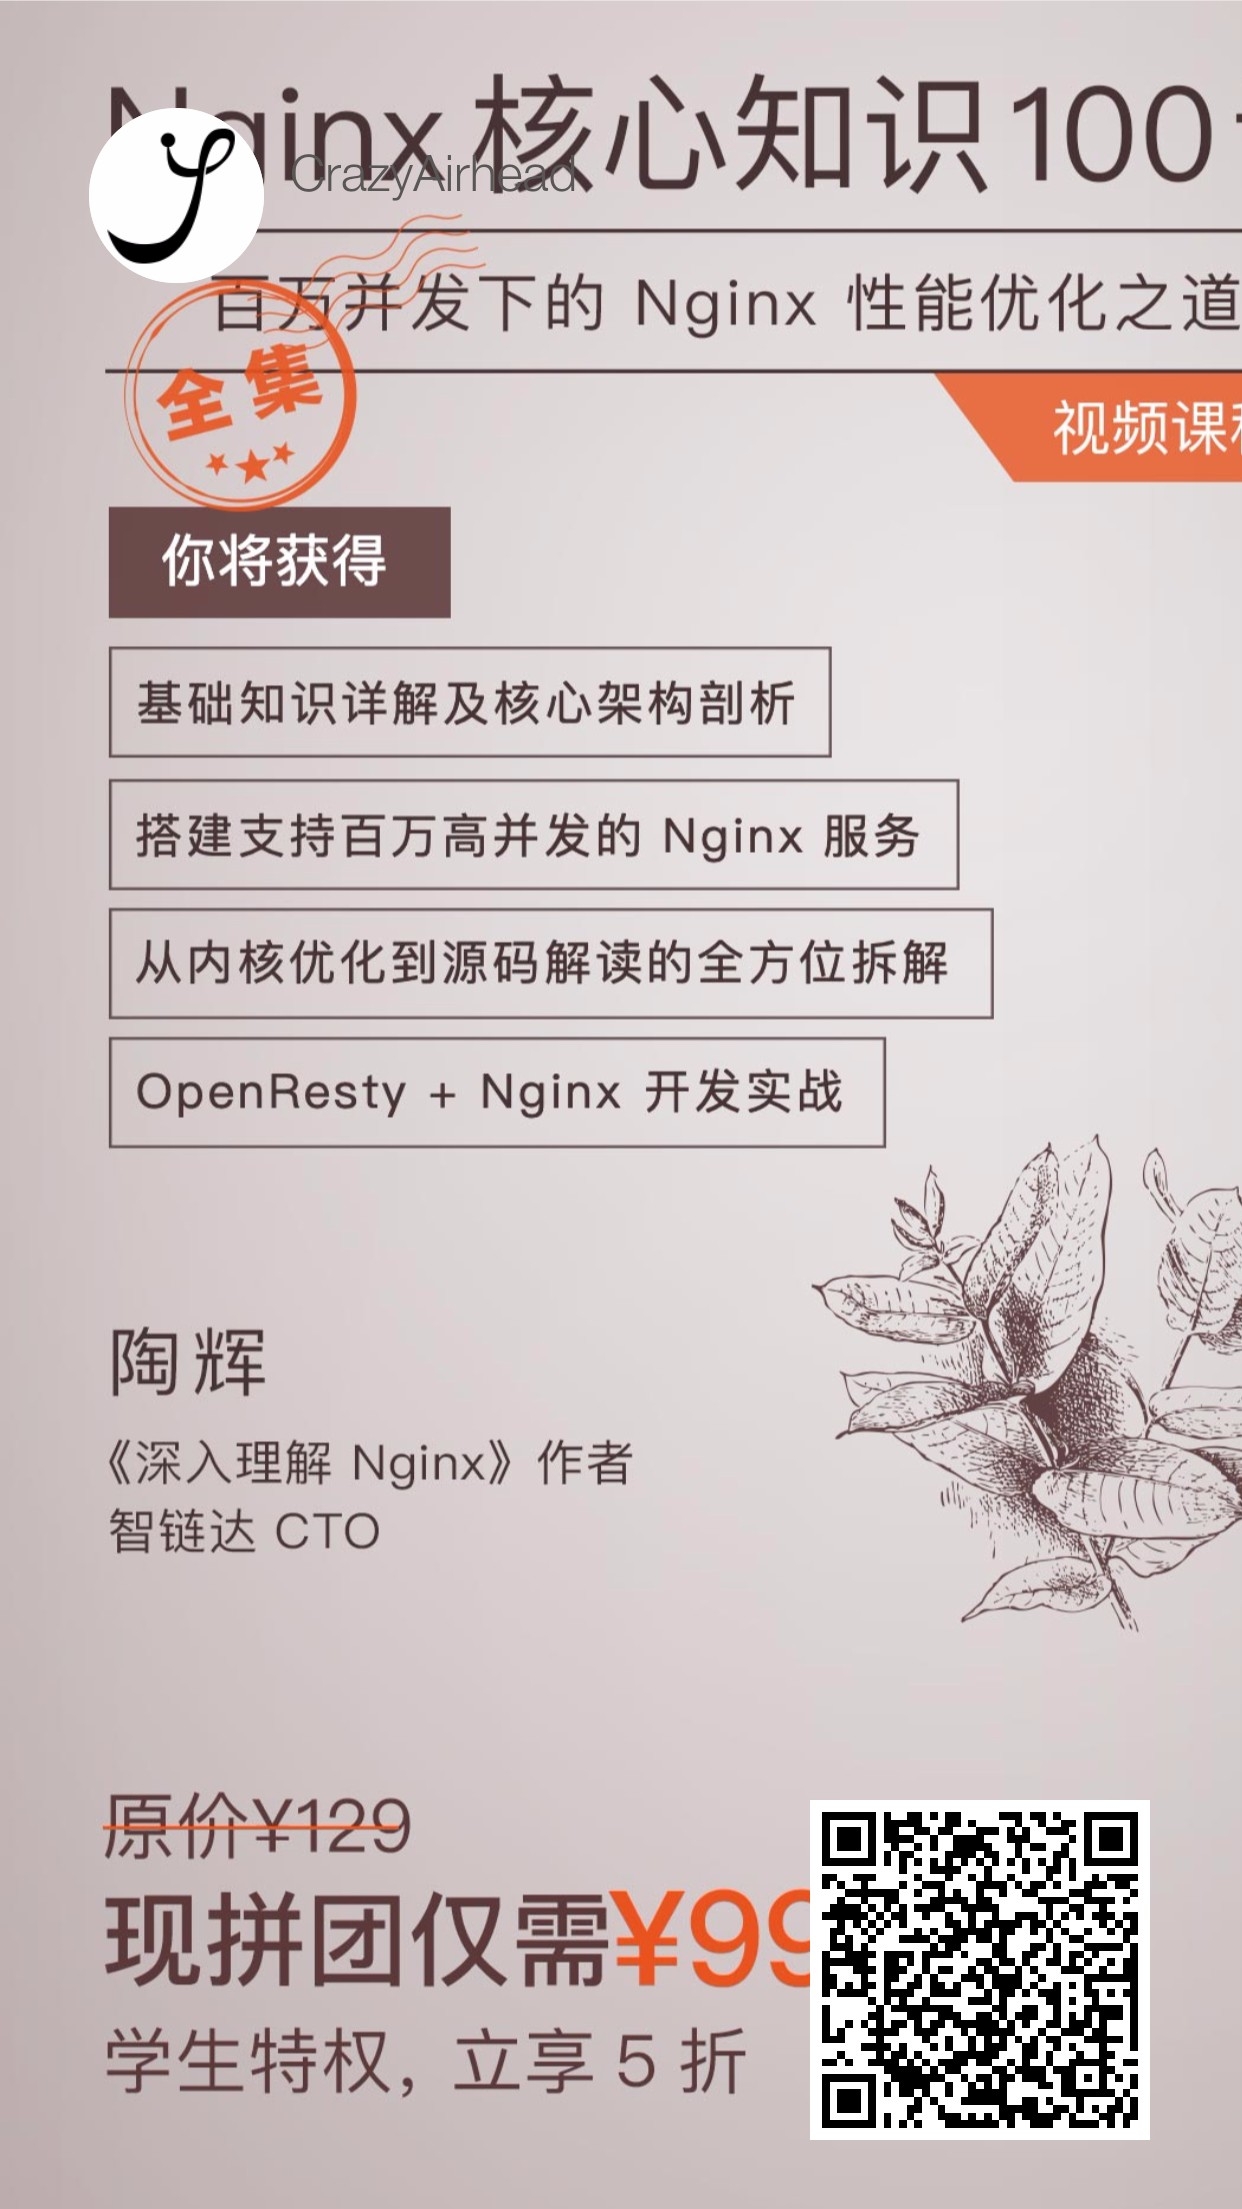 Nginx 核心知识 100
CrazyAirhead
百万并发下的 Nginx 性能优化之道
全集
视频课
你将获得
基础知识详解及核心架构剖析
搭建支持百万高并发的 Nginx 服务
从内核优化到源码解读的全方位拆解
OpenResty + Nginx 开发实战
陶辉
《深入理解 Nginx》作者
智链达 CTO
原价¥129
现拼团仅需¥99
学生特权，立享 5 折